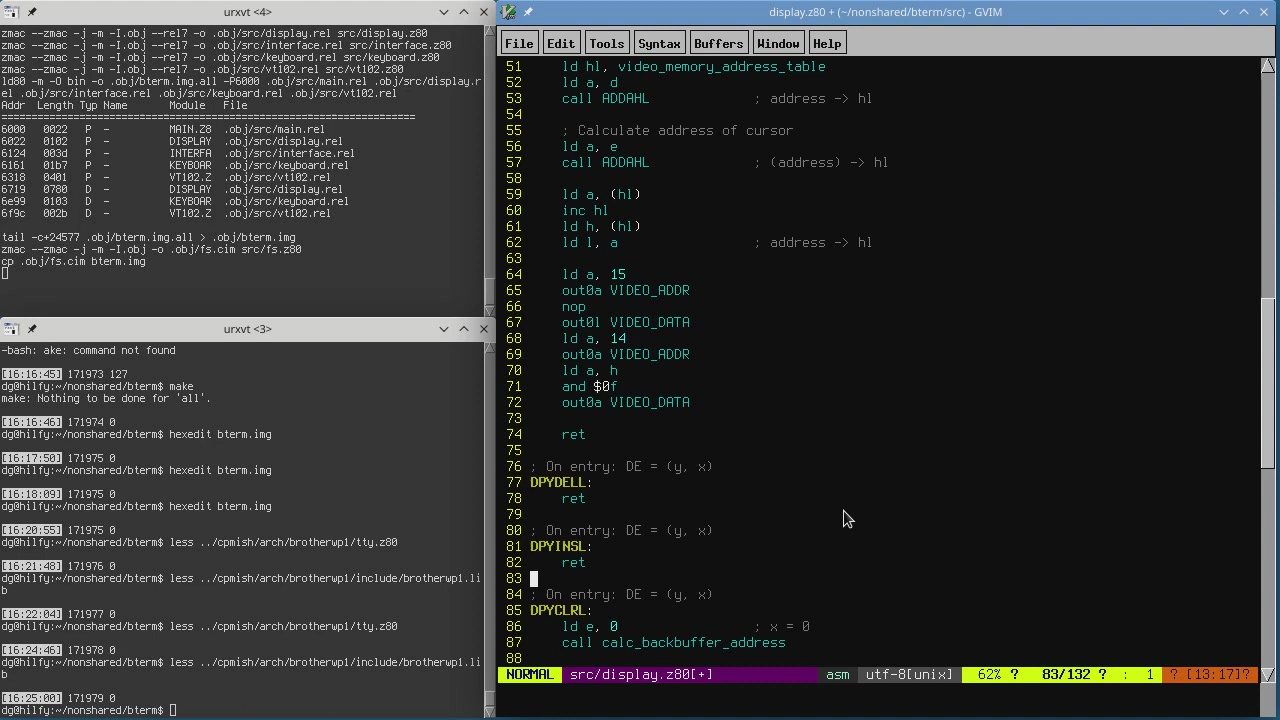 urxvt <4>
zmac --zmac -j -m -I.obj --rel7 -o .obj/src/display.rel src/display.z80
zmac --zmac -j -m -I.obj --rel7 -o .obj/src/interface.rel src/interface.z80
zmac --zmac -j -m -I.obj --rel7 -o .obj/src/keyboard.rel src/keyboard.z80
zmac --zmac -j -m -I.obj --rel7 -o .obj/src/vt102.rel src/vt102.z80
ld80 -m -O bin -o .obj/bterm.img.all -P6000 .obj/src/main.rel .obj/src/display.r
el .obj/src/interface.rel .obj/src/keyboard.rel .obj/src/vt102.rel
Addr Length Typ Name Module File
================================================================
6000 0022 P - MAIN.Z8 .obj/src/main.rel
6022 0102 P - DISPLAY .obj/src/display.rel
6124 003d P - INTERFA .obj/src/interface.rel
6161 01b7 P - KEYBOAR .obj/src/keyboard.rel
6318 0401 P - VT102.Z .obj/src/vt102.rel
6719 0780 D - DISPLAY .obj/src/display.rel
6e99 0103 D - KEYBOAR .obj/src/keyboard.rel
6f9c 002b D - VT102.Z .obj/src/vt102.rel
tail -c+24577 .obj/bterm.img.all > .obj/bterm.img
zmac --zmac -j -m -I.obj -o .obj/fs.cim src/fs.z80
cp .obj/fs.cim bterm.img
urxvt <3>
-bash: ake: command not found
[16:16:45] 171973 127
dg@hilfy:~/nonshared/bterm$ make
make: Nothing to be done for 'all'.
[16:16:46] 171974 0
dg@hilfy:~/nonshared/bterm$ hexedit bterm.img
[16:17:50] 171975 0
dg@hilfy:~/nonshared/bterm$ hexedit bterm.img
[16:18:09] 171975 0
dg@hilfy:~/nonshared/bterm$ hexedit bterm.img
[16:20:55] 171975 0
dg@hilfy:~/nonshared/bterm$ less ../cpmish/arch/brotherwp1/tty.z80
[16:21:48] 171976 0
dg@hilfy:~/nonshared/bterm$ less ../cpmish/arch/brotherwp1/include/brotherwp1.li
b
[16:22:04] 171977 0
dg@hilfy:~/nonshared/bterm$ less ../cpmish/arch/brotherwp1/tty.z80
[16:24:46] 171978 0
dg@hilfy:~/nonshared/bterm$ less ../cpmish/arch/brotherwp1/include/brotherwp1.li
b
[16:25:00] 171979 0
dg@hilfy:~/nonshared/bterm$
display.z80 + (~/nonshared/bterm/src) - GVIM
File Edit Tools Syntax Buffers Window Help
51 ld hl, video_memory_address_table
52 ld a, d
53 call ADDAHL ; address -> hl
54
55 ; Calculate address of cursor
56 ld a, e
57 call ADDAHL ; (address) -> hl
58
59 ld a, (hl)
60 inc hl
61 ld h, (hl)
62 ld l, a ; address -> hl
63
64 ld a, 15
65 out0a VIDEO_ADDR
66 nop
67 out0l VIDEO_DATA
68 ld a, 14
69 out0a VIDEO_ADDR
70 ld a, h
71 and $0f
72 out0a VIDEO_DATA
73
74 ret
75
76 ; On entry: DE = (y, x)
77 DPYDELL:
78 ret
79
80 ; On entry: DE = (y, x)
81 DPYINSL:
82 ret
83
84 ; On entry: DE = (y, x)
85 DPYCLRL:
86 ld e, 0 ; x = 0
87 call calc_backbuffer_address
88
NORMAL src/display.z80[+] asm utf-8[unix] 62% ? 83/132 ? : 1 ? [13:17]?